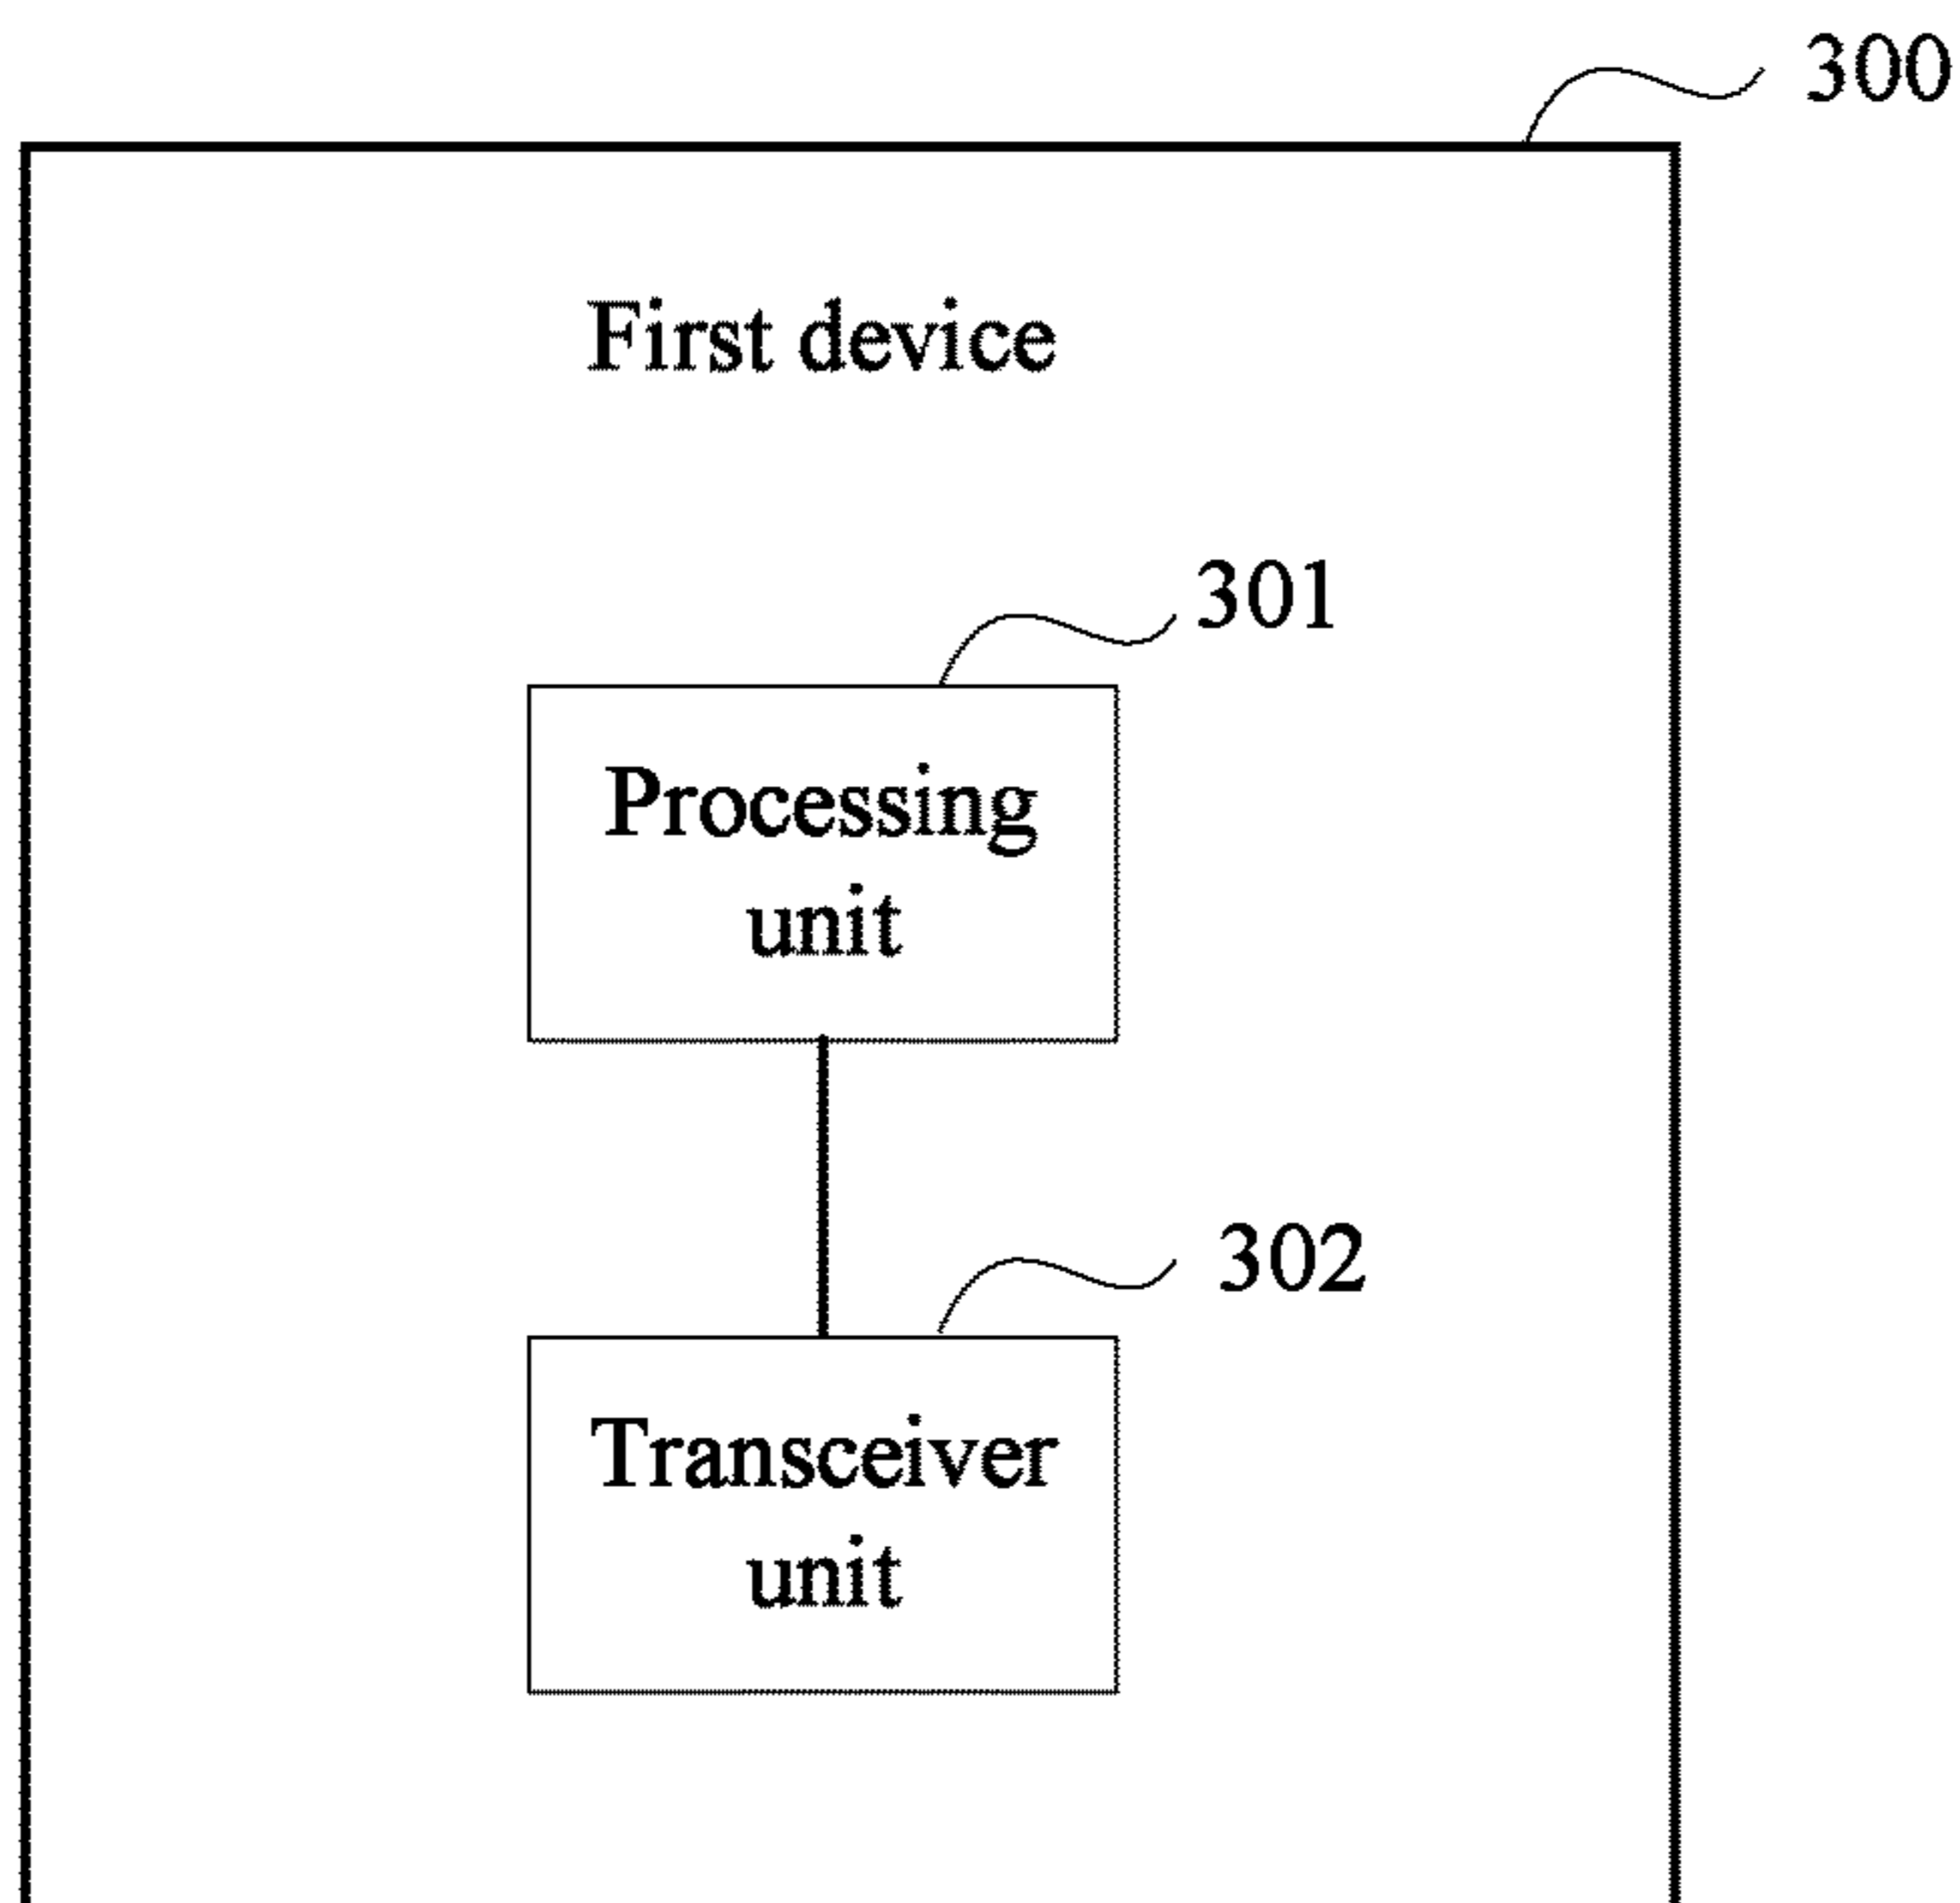 300
First device
301
Processing
unit
302
Transceiver
unit